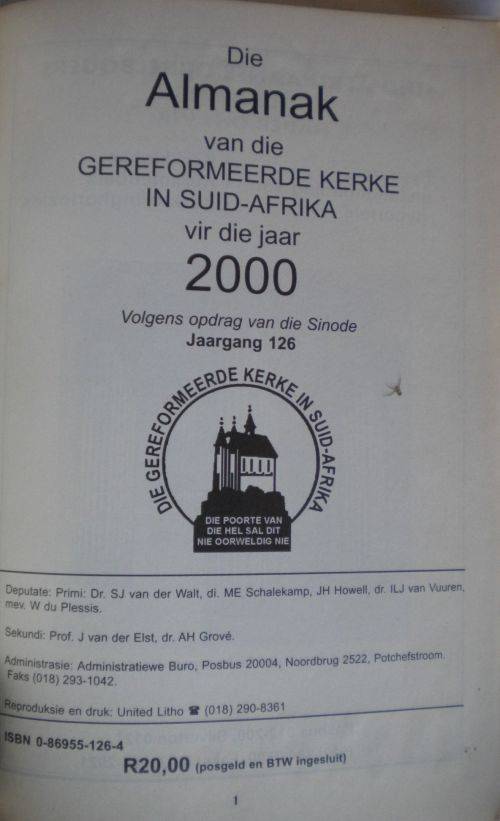 Die
Almanak
van die
GEREFORMEERDE KERKE
IN SUID-AFRIKA
vir die jaar
2000
Volgens opdrag van die Sinode
Jaargang 126
DIE GEREFORMEERDE KERKE IN SUID-AFRIKA
DIE POORTE VAN
DIE HEL SAL DIT
NIE OORWELDIG NIE
Deputate: Primi: Dr. SJ van der Walt, di. ME Schalekamp, JH Howell, dr. ILJ van Vuuren,
mev. W du Plessis.
Sekundi: Prof. J van der Elst, dr. AH Grové.
Administrasie: Administratiewe Buro, Posbus 20004, Noordbrug 2522, Potchefstroom.
Faks (018) 293-1042.
Reproduksie en druk: United Litho ☎ (018) 290-8361
ISBN 0-86955-126-4
R20,00 (posgeld en BTW ingesluit)
1